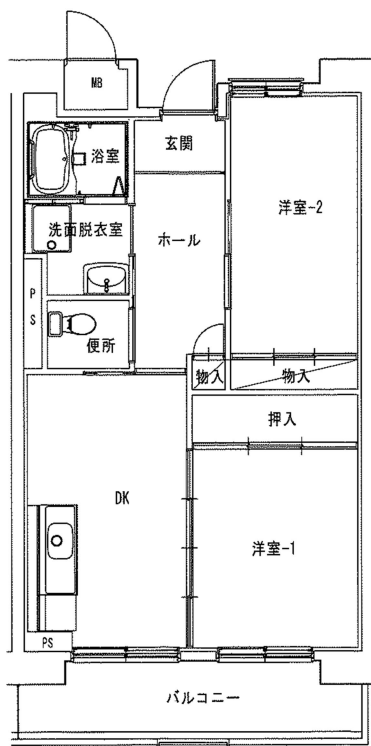 MB
浴室
玄関
洋室-2
洗面脱衣室
ホール
PS
便所
物入
物入
押入
DK
洋室-1
PS
バルコニー